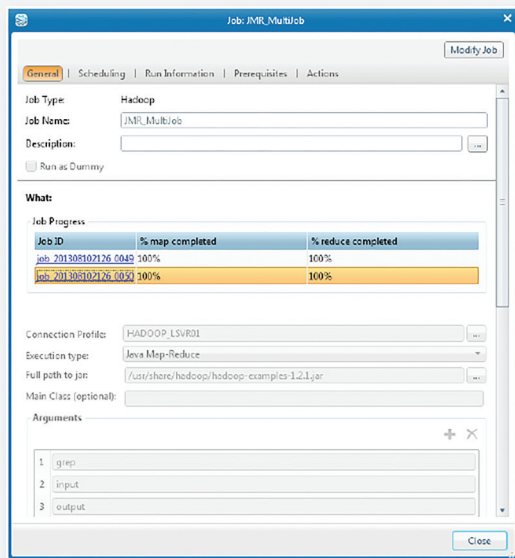 Job: JMR_MultiJob
Modify Job
General | Scheduling | Run Information | Prerequisites | Actions
Job Type: Hadoop
Job Name: JMR_MultiJob
Description:
...
Run as Dummy
What:
Job Progress
Job ID % map completed % reduce completed
job_201308102126_0049 100% 100%
job_201308102126_0050 100% 100%
Connection Profile: HADOOP_LSVR01 ...
Execution type: Java Map-Reduce
Full path to jar: /usr/share/hadoop/hadoop-examples-1.2.1.jar ...
Main Class (optional):
Arguments
1 grep
2 input
3 output
Close